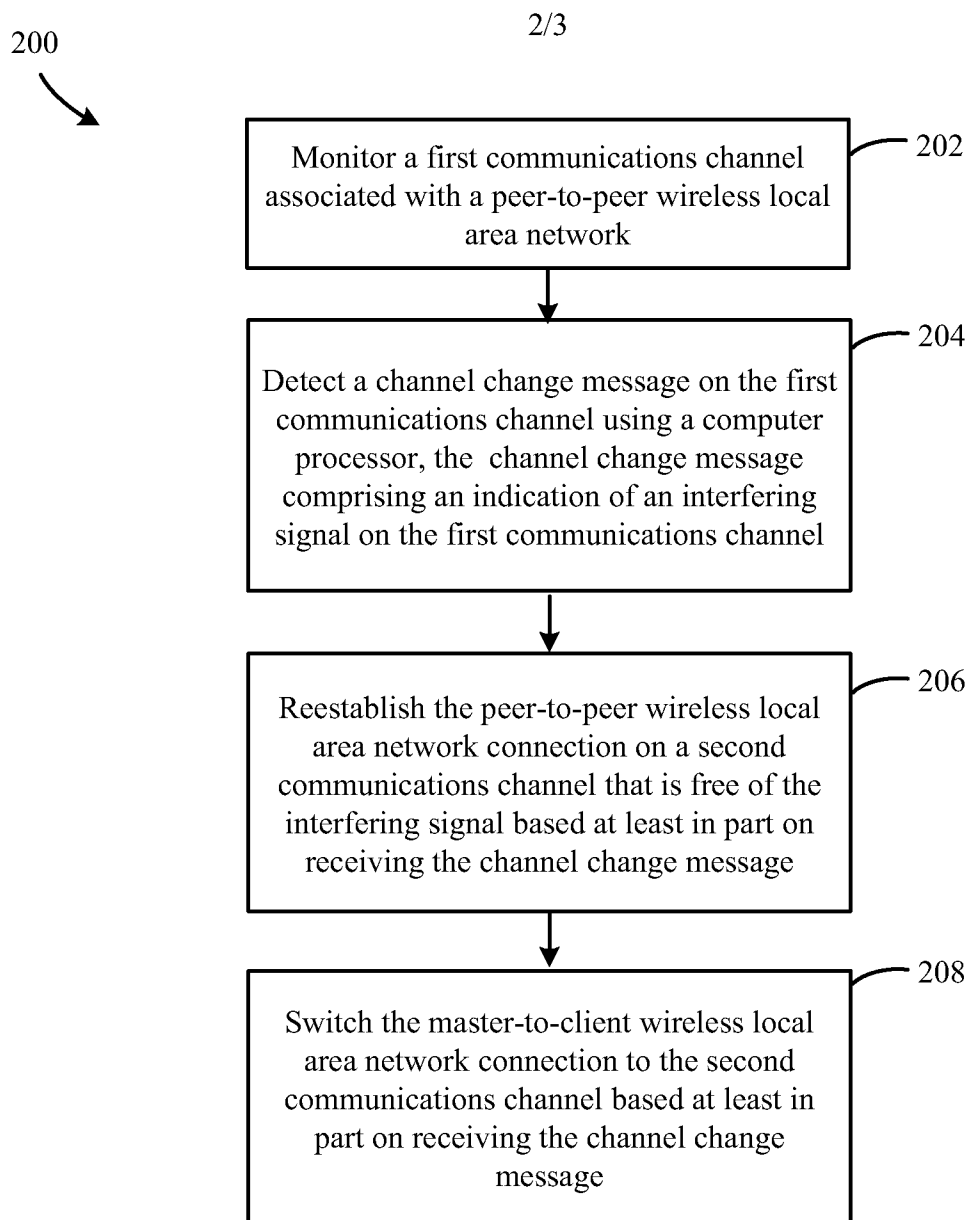 2/3
200
202
Monitor a first communications channel
associated with a peer-to-peer wireless local
area network
204
Detect a channel change message on the first
communications channel using a computer
processor, the channel change message
comprising an indication of an interfering
signal on the first communications channel
206
Reestablish the peer-to-peer wireless local
area network connection on a second
communications channel that is free of the
interfering signal based at least in part on
receiving the channel change message
208
Switch the master-to-client wireless local
area network connection to the second
communications channel based at least in
part on receiving the channel change
message